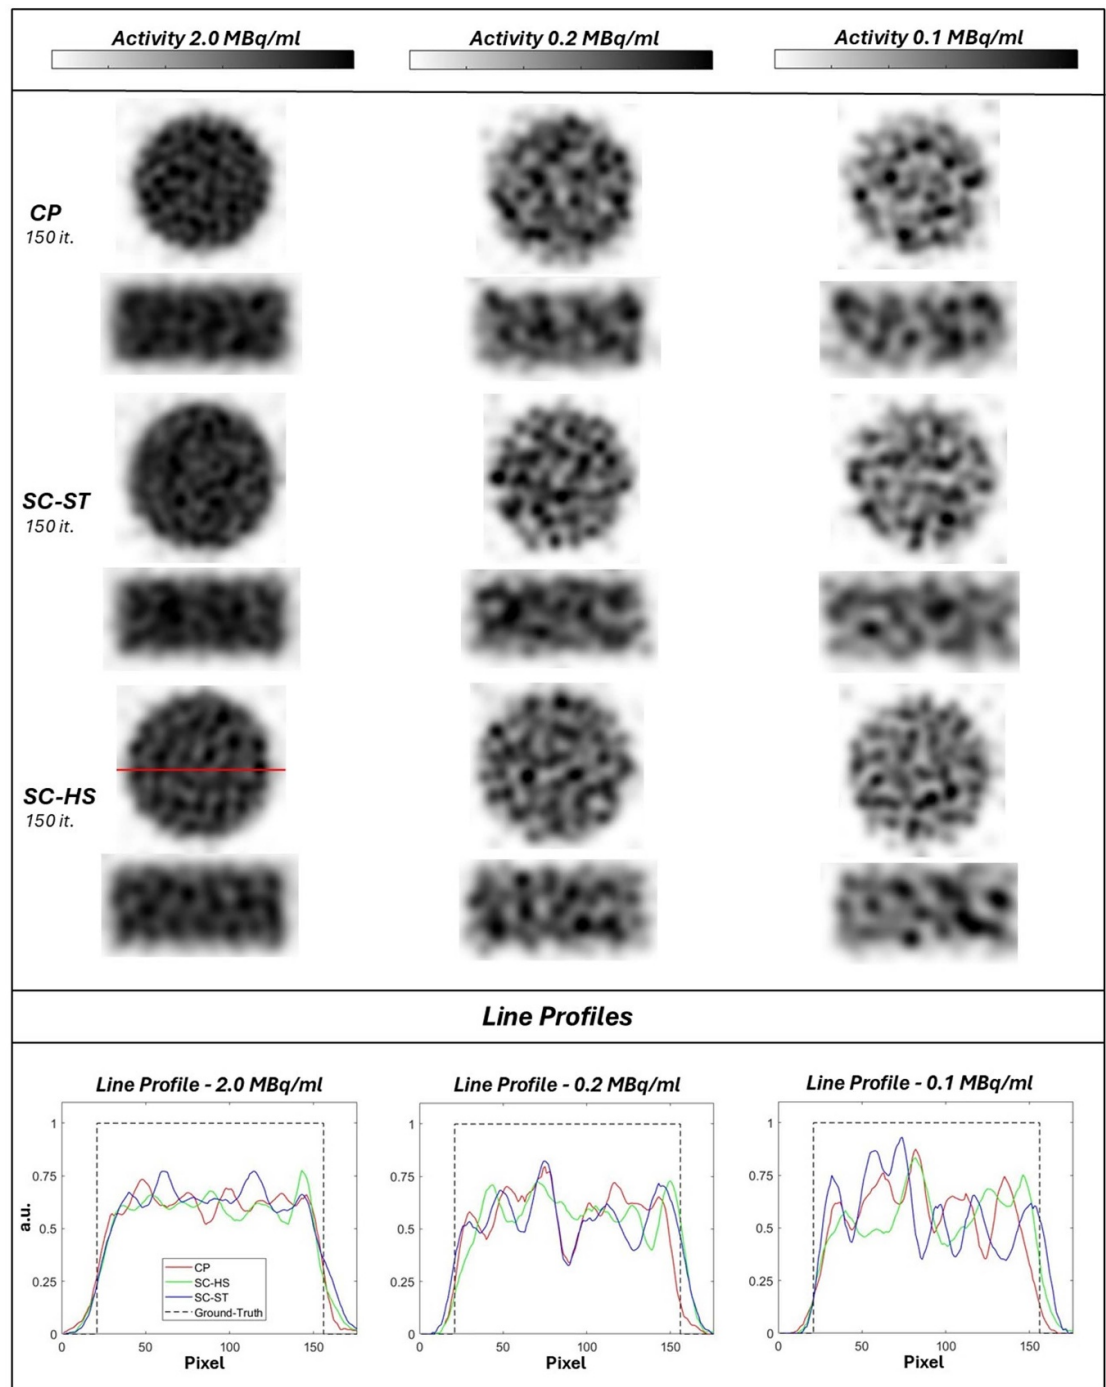 Activity 2.0 MBq/ml
Activity 0.2 MBq/ml
Activity 0.1 MBq/ml
CP
150 it.
SC-ST
150 it.
SC-HS
150 it.
Line Profiles
Line Profile - 2.0 MBq/ml
Line Profile - 0.2 MBq/ml
Line Profile - 0.1 MBq/ml
a.u.
1
0.75
0.5
0.25
0
0 50 100 150
Pixel
CP
SC-HS
SC-ST
Ground-Truth
1
0.75
0.5
0.25
0
0 50 100 150
Pixel
1
0.75
0.5
0.25
0
0 50 100 150
Pixel